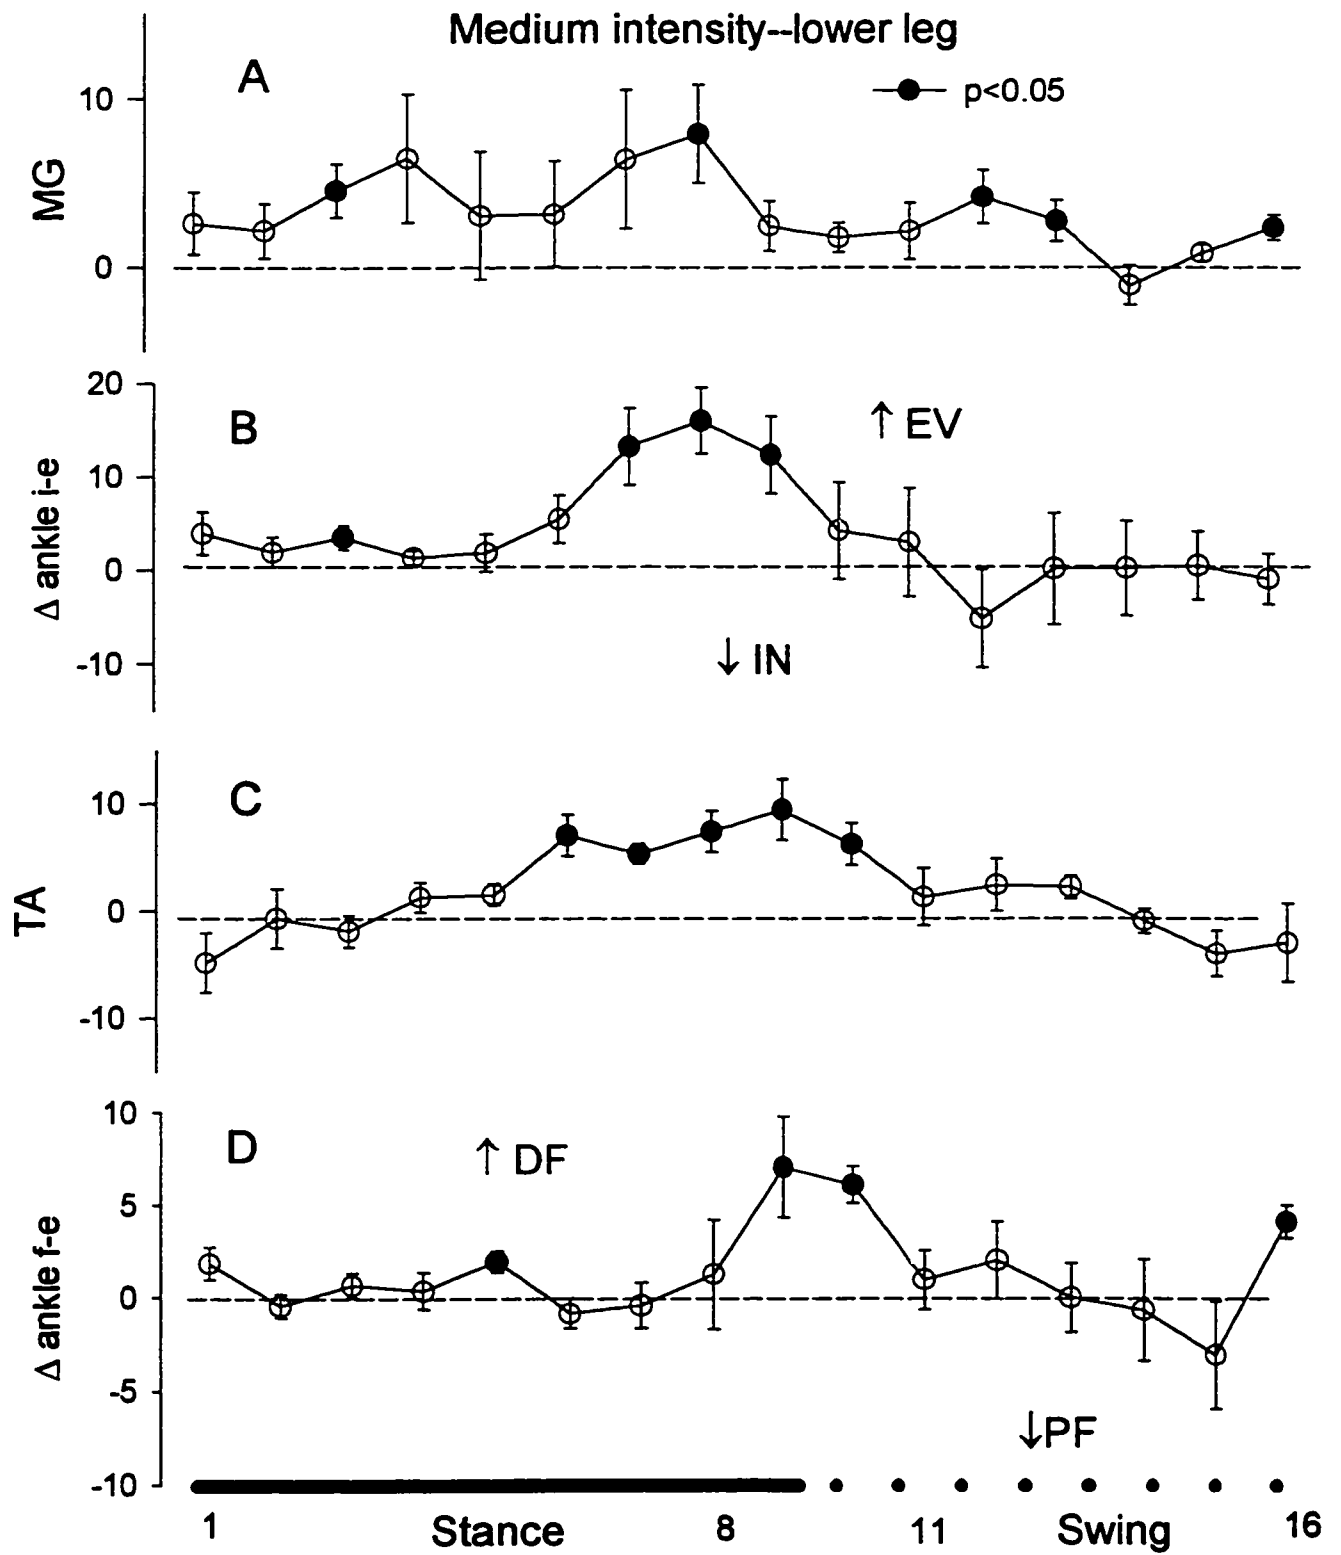 Medium intensity--lower leg
A
p<0.05
MG
10
0
B
↑ EV
Δ ankle i-e
20
10
0
-10
↓ IN
C
TA
10
0
-10
D
↑ DF
Δ ankle f-e
10
5
0
-5
-10
↓PF
1 Stance 8 11 Swing 16